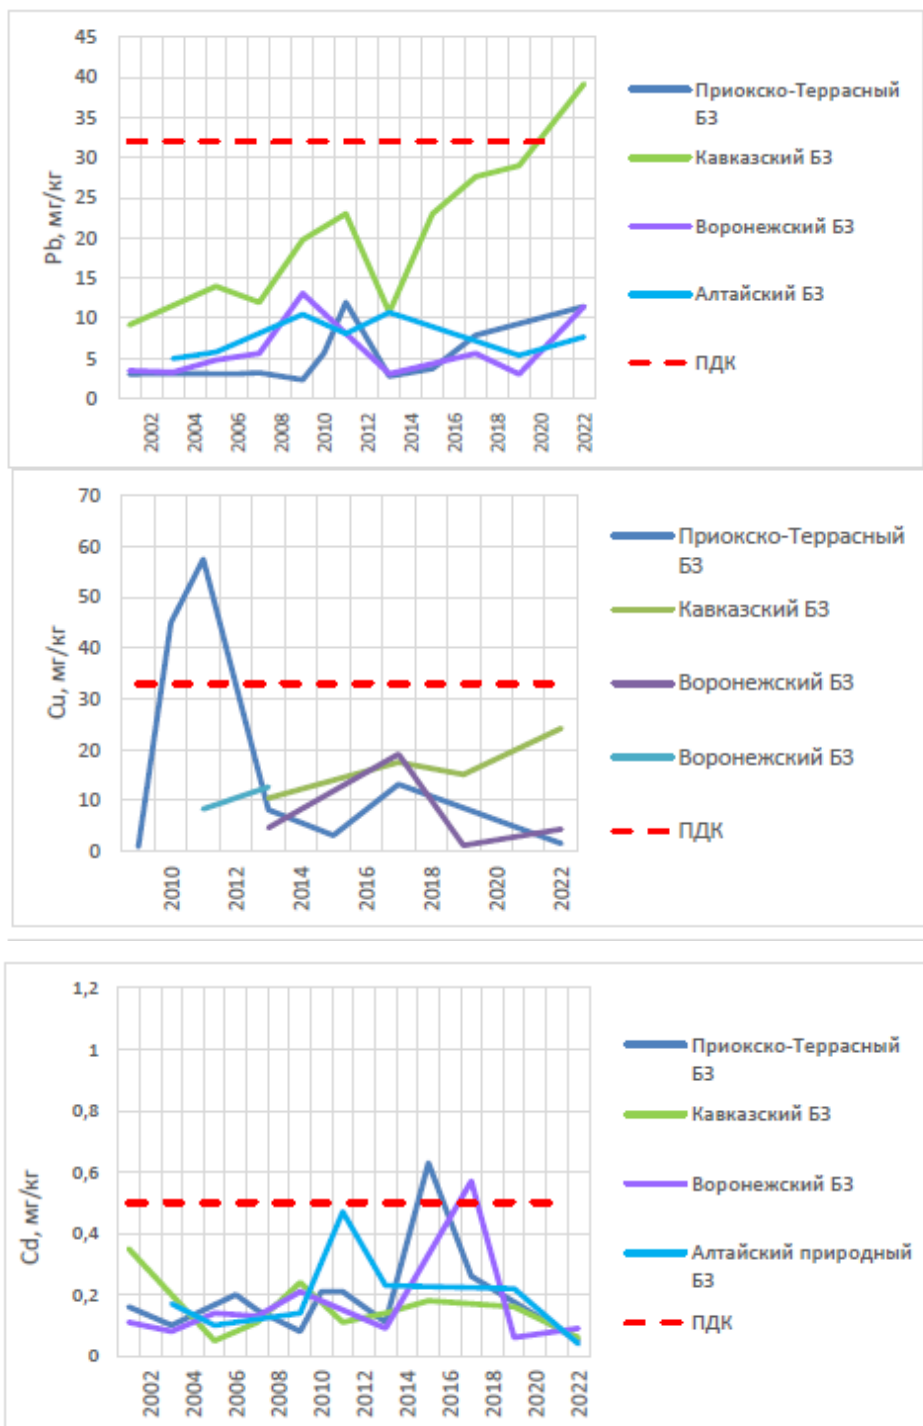 45
40
35
30
25
20
15
10
5
0
Pb, мг/кг
2002
2004
2006
2008
2010
2012
2014
2016
2018
2020
2022
Приокско-Террасный
БЗ
Кавказский БЗ
Воронежский БЗ
Алтайский БЗ
ПДК
70
60
50
40
30
20
10
0
Cu, мг/кг
2010
2012
2014
2016
2018
2020
2022
Приокско-Террасный
БЗ
Кавказский БЗ
Воронежский БЗ
Воронежский БЗ
ПДК
1,2
1
0,8
0,6
0,4
0,2
0
Cd, мг/кг
2002
2004
2006
2008
2010
2012
2014
2016
2018
2020
2022
Приокско-Террасный
БЗ
Кавказский БЗ
Воронежский БЗ
Алтайский природный
БЗ
ПДК